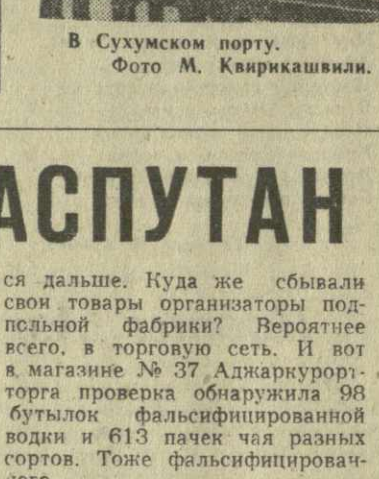 В Сухумском порту.
Фото М. Квирикашвили.
АСПУТАН
ся дальше. Куда же сбывали
свои товары организаторы под-
польной фабрики? Вероятнее
всего, в торговую сеть. И вот
в магазине № 37 Аджаркурорт-
торга проверка обнаружила 98
бутылок фальсифицированной
водки и 613 пачек чая разных
сортов. Тоже фальсифицирован-